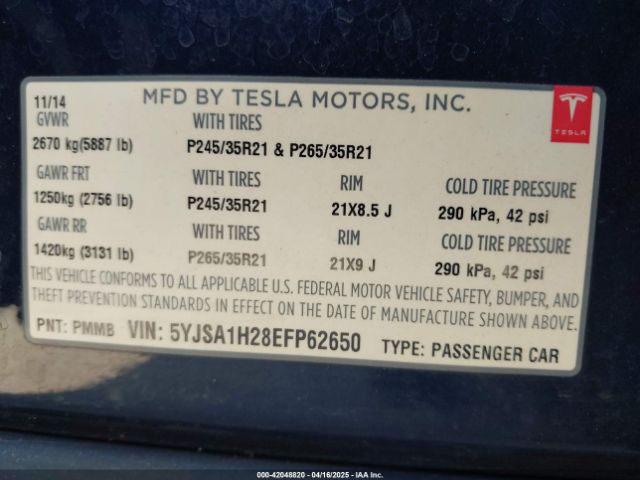 11/14 MFD BY TESLA MOTORS, INC.
GVWR WITH TIRES
2670 kg(5887 lb) P245/35R21 & P265/35R21
GAWR FRT WITH TIRES RIM COLD TIRE PRESSURE
1250kg (2756 lb) P245/35R21 21X8.5 J 290 kPa, 42 psi
GAWR RR WITH TIRES RIM COLD TIRE PRESSURE
1420kg (3131 lb) P265/35R21 21X9 J 290 kPa, 42 psi
THIS VEHICLE CONFORMS TO ALL APPLICABLE U.S. FEDERAL MOTOR VEHICLE SAFETY, BUMPER, AND
THEFT PREVENTION STANDARDS IN EFFECT ON THE DATE OF MANUFACTURE SHOWN ABOVE.
PNT: PMMB VIN: 5YJSA1H28EFP62650 TYPE: PASSENGER CAR
TESLA
000-42048820 - 04/16/2025 - IAA Inc.